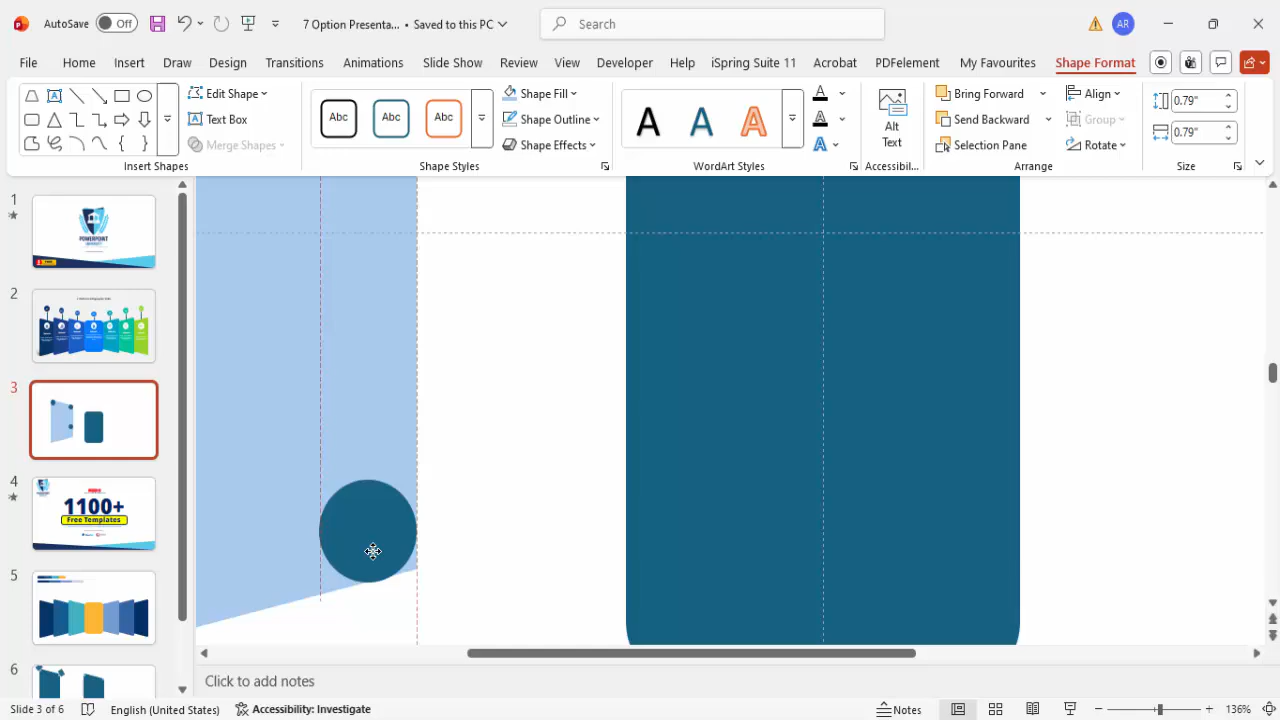 AutoSave Off 7 Option Presenta... • Saved to this PC Search AR
File Home Insert Draw Design Transitions Animations Slide Show Review View Developer Help iSpring Suite 11 Acrobat PDFelement My Favourites Shape Format
Edit Shape
Text Box
Merge Shapes
Insert Shapes
Abc Abc Abc
Shape Fill
Shape Outline
Shape Effects
Shape Styles
A A A
A
A
A
WordArt Styles
Alt
Text
Accessibil...
Bring Forward
Send Backward
Selection Pane
Align
Group
Rotate
Arrange
0.79"
0.79"
Size
1
POWERPOINT
2
3
4
1100+
Free Templates
5
6
Click to add notes
Slide 3 of 6 English (United States) Accessibility: Investigate Notes 136%